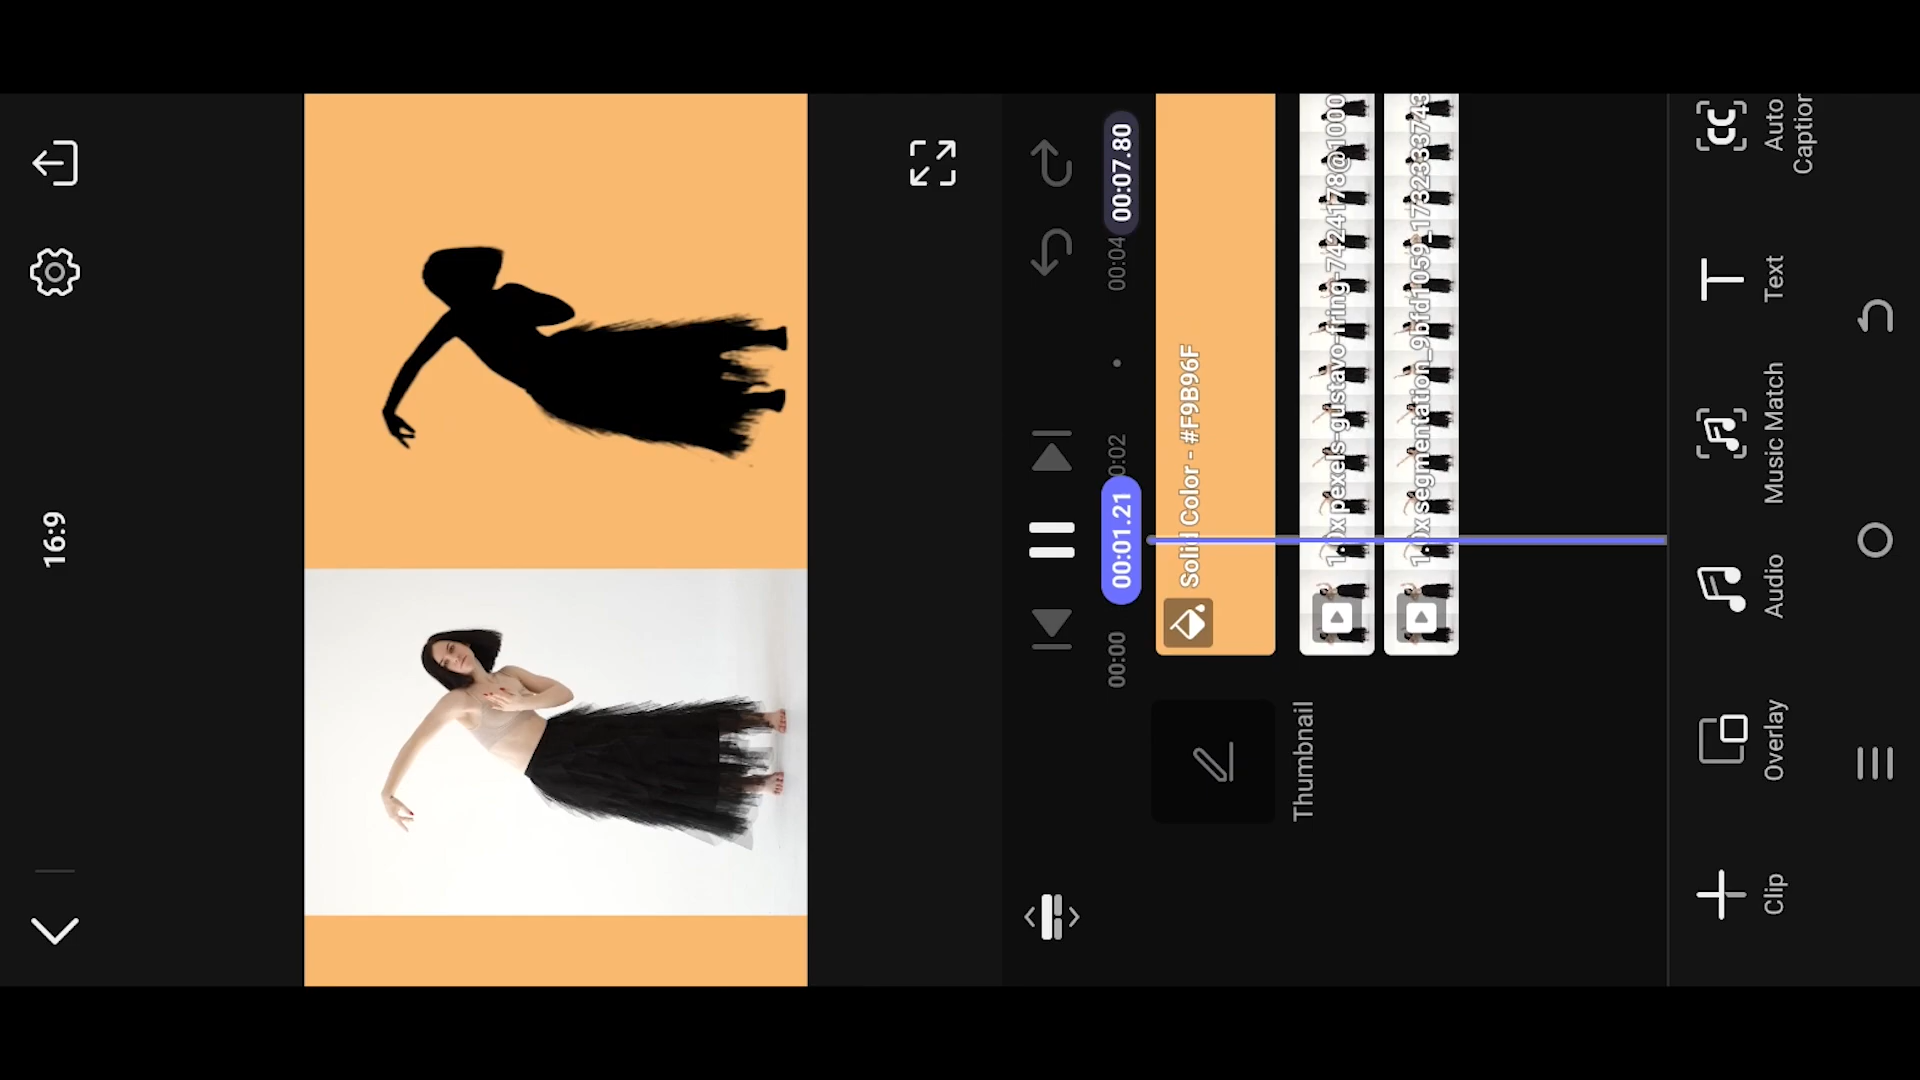 16:9
00:01.21
00:07.80
00:00
0:02
00:04
Solid Color - #F9B96F
x pexels-gustavo-fring-7424178@1000
x segmentation_9bfd1059_1732333743
Thumbnail
Clip
Overlay
Audio
Music Match
Text
Auto
Caption
CC